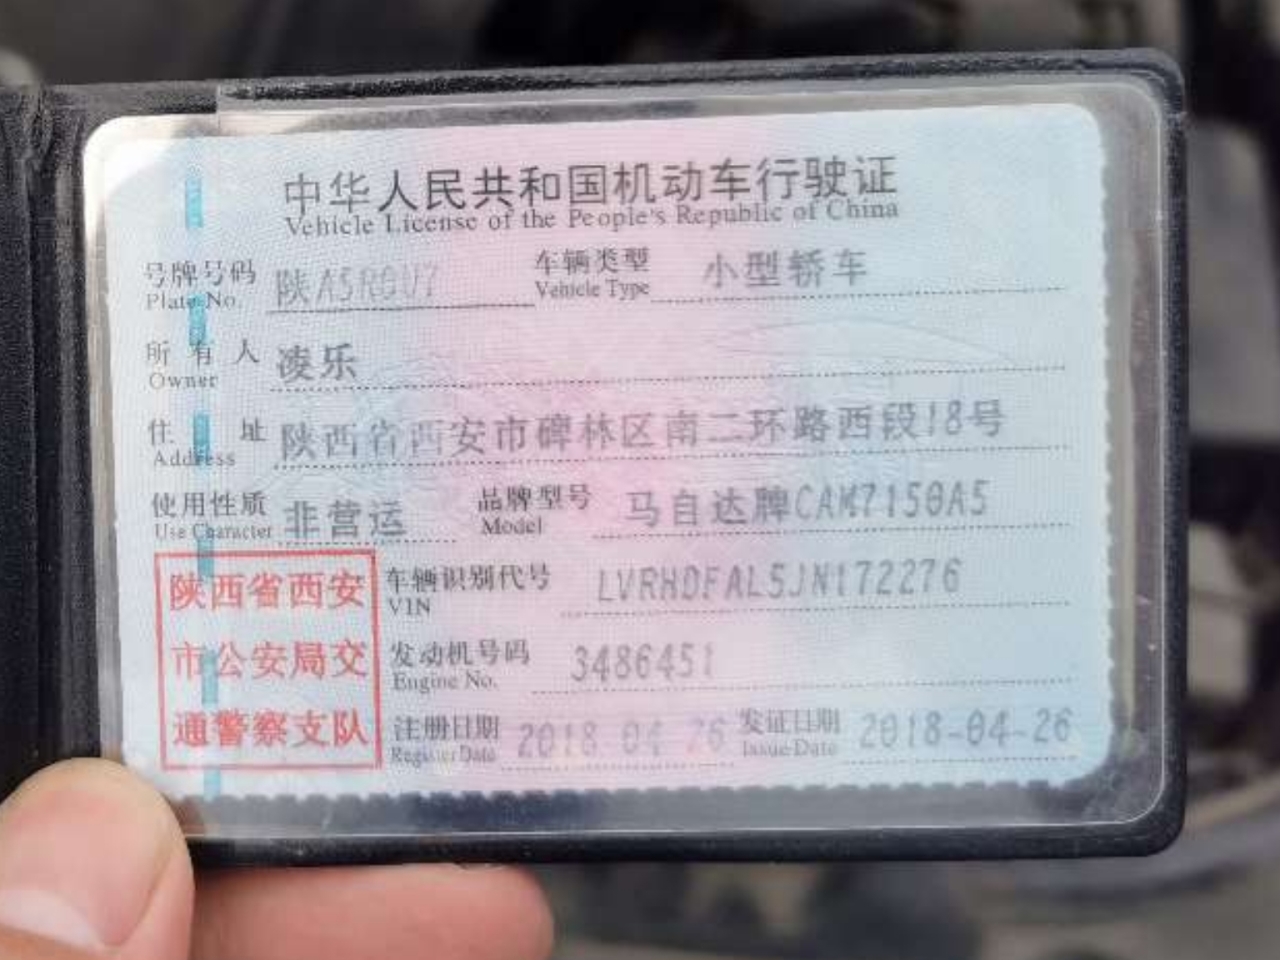 中华人民共和国机动车行驶证
Vehicle License of the People's Republic of China
号牌号码 陕A5R0U7 车辆类型 小型轿车
Plate No. Vehicle Type
所有人 凌乐
Owner
住址 陕西省西安市碑林区南二环路西段18号
Address
使用性质 非营运 品牌型号 马自达牌CAM7150A5
Use Character Model
陕西省西安
市公安局交
通警察支队
车辆识别代号 LVRHDFAL5JN172276
VIN
发动机号码 3486451
Engine No.
注册日期 2018-04-26 发证日期 2018-04-26
Register Date Issue Date